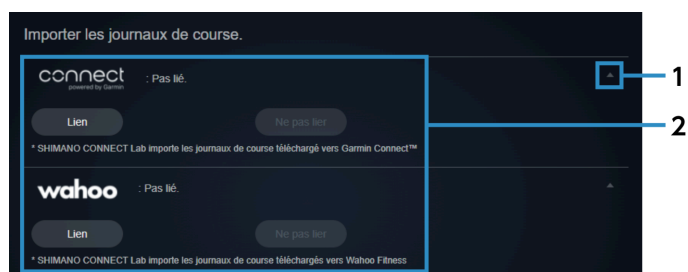 Importer les journaux de course.
connect : Pas lié.
powered by Garmin
1
Lien Ne pas lier
2
* SHIMANO CONNECT Lab importe les journaux de course téléchargé vers Garmin Connect™
wahoo : Pas lié.
Lien Ne pas lier
* SHIMANO CONNECT Lab importe les journaux de course téléchargés vers Wahoo Fitness